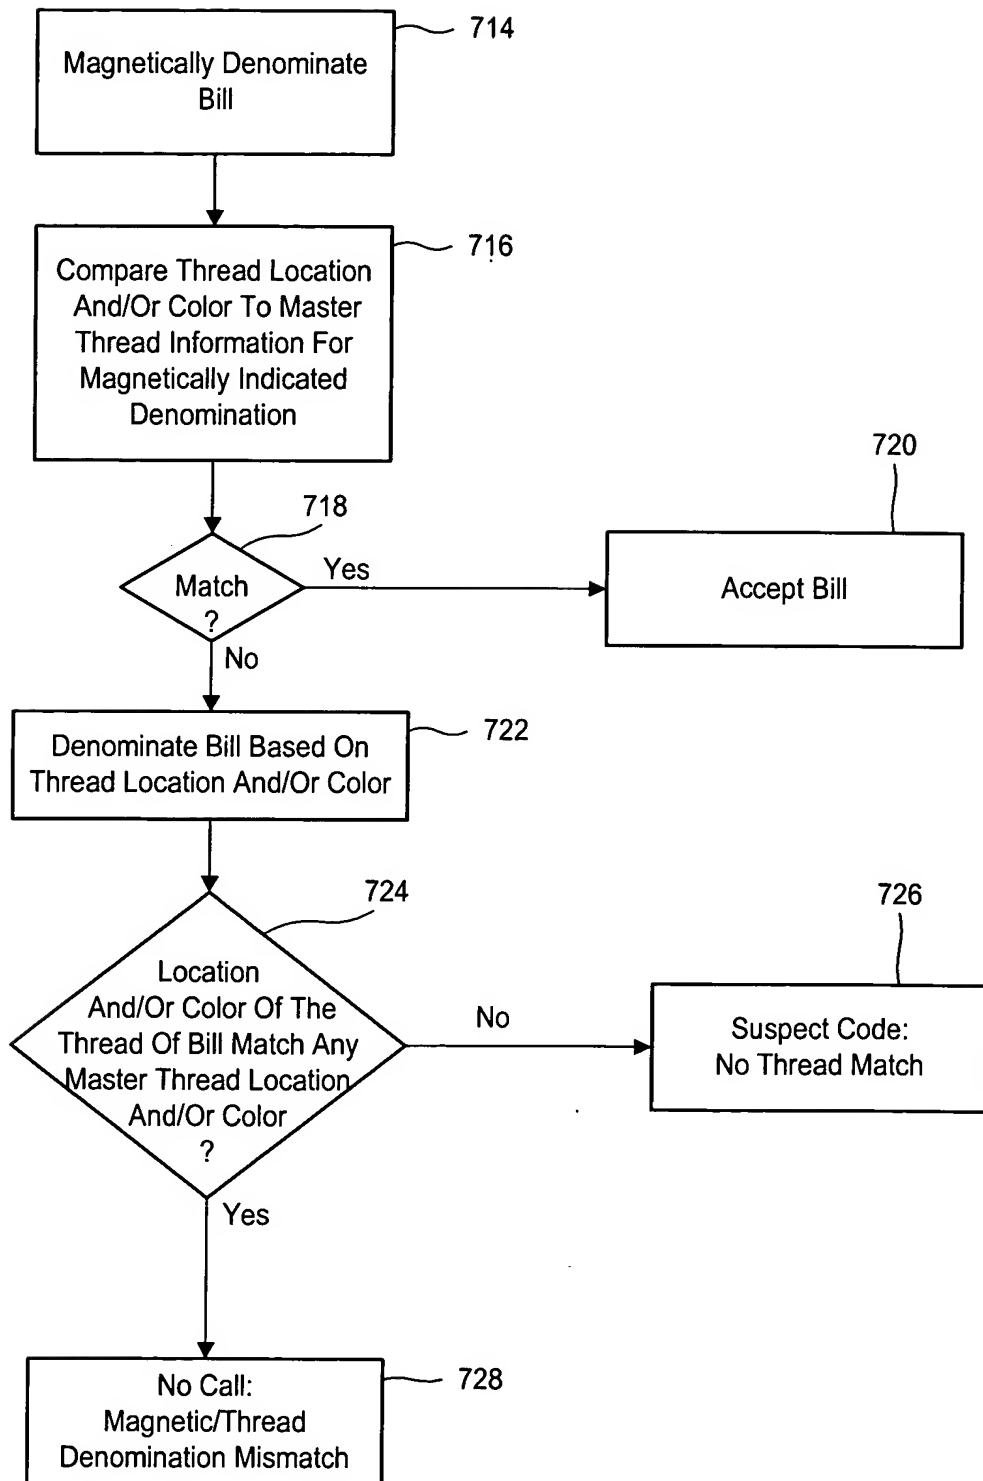 714
Magnetically Denominate
Bill
716
Compare Thread Location
And/Or Color To Master
Thread Information For
Magnetically Indicated
Denomination
718
Match
?
Yes
720
Accept Bill
No
722
Denominate Bill Based On
Thread Location And/Or Color
724
Location
And/Or Color Of The
Thread Of Bill Match Any
Master Thread Location
And/Or Color
?
No
726
Suspect Code:
No Thread Match
Yes
728
No Call:
Magnetic/Thread
Denomination Mismatch